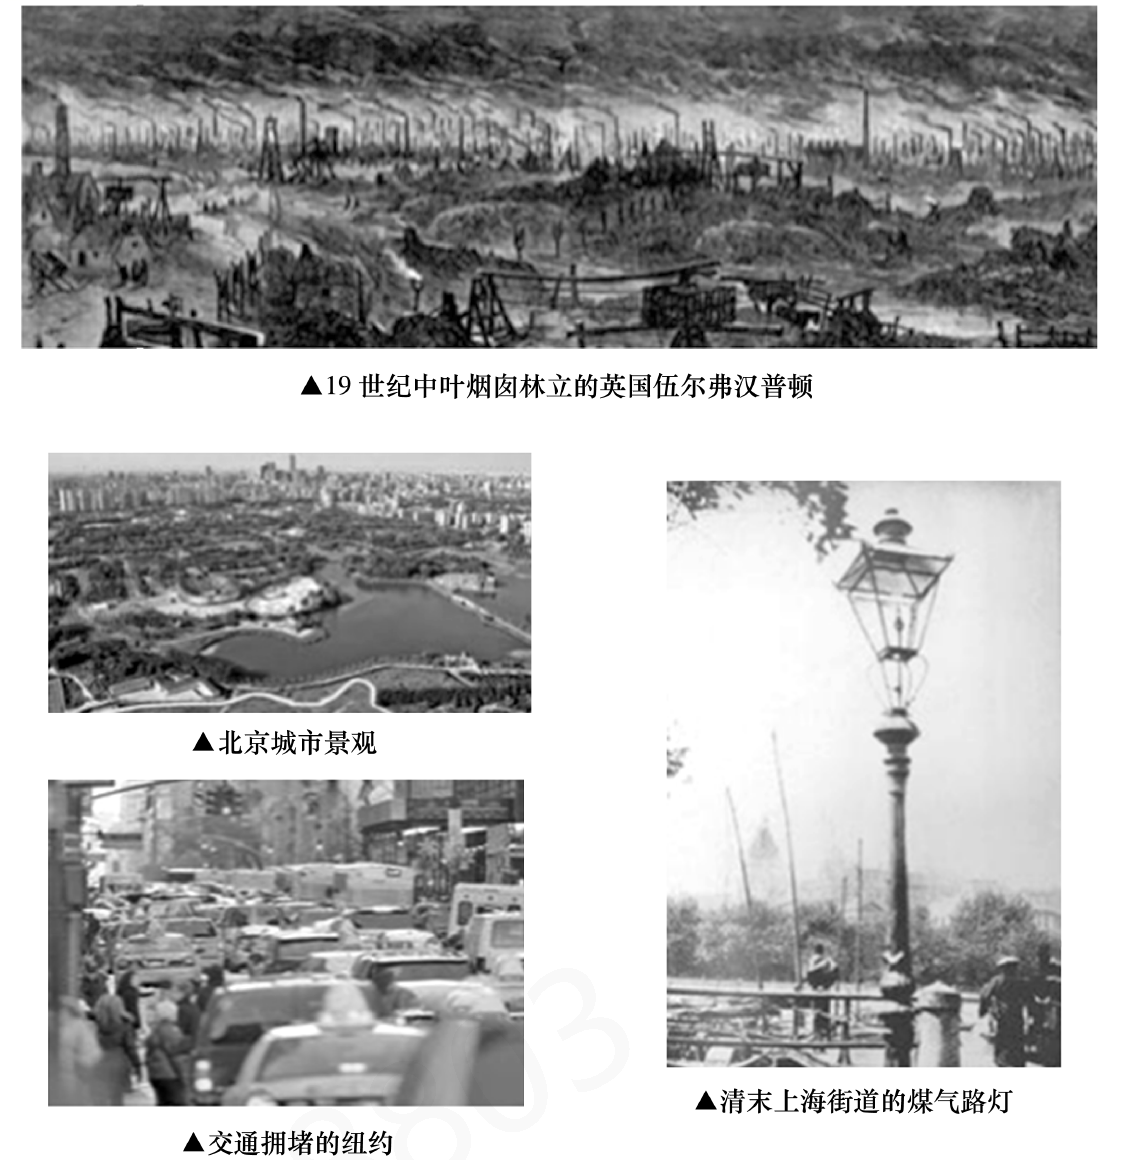 ▲19 世纪中叶烟囱林立的英国伍尔弗汉普顿
▲北京城市景观
▲清末上海街道的煤气路灯
▲交通拥堵的纽约